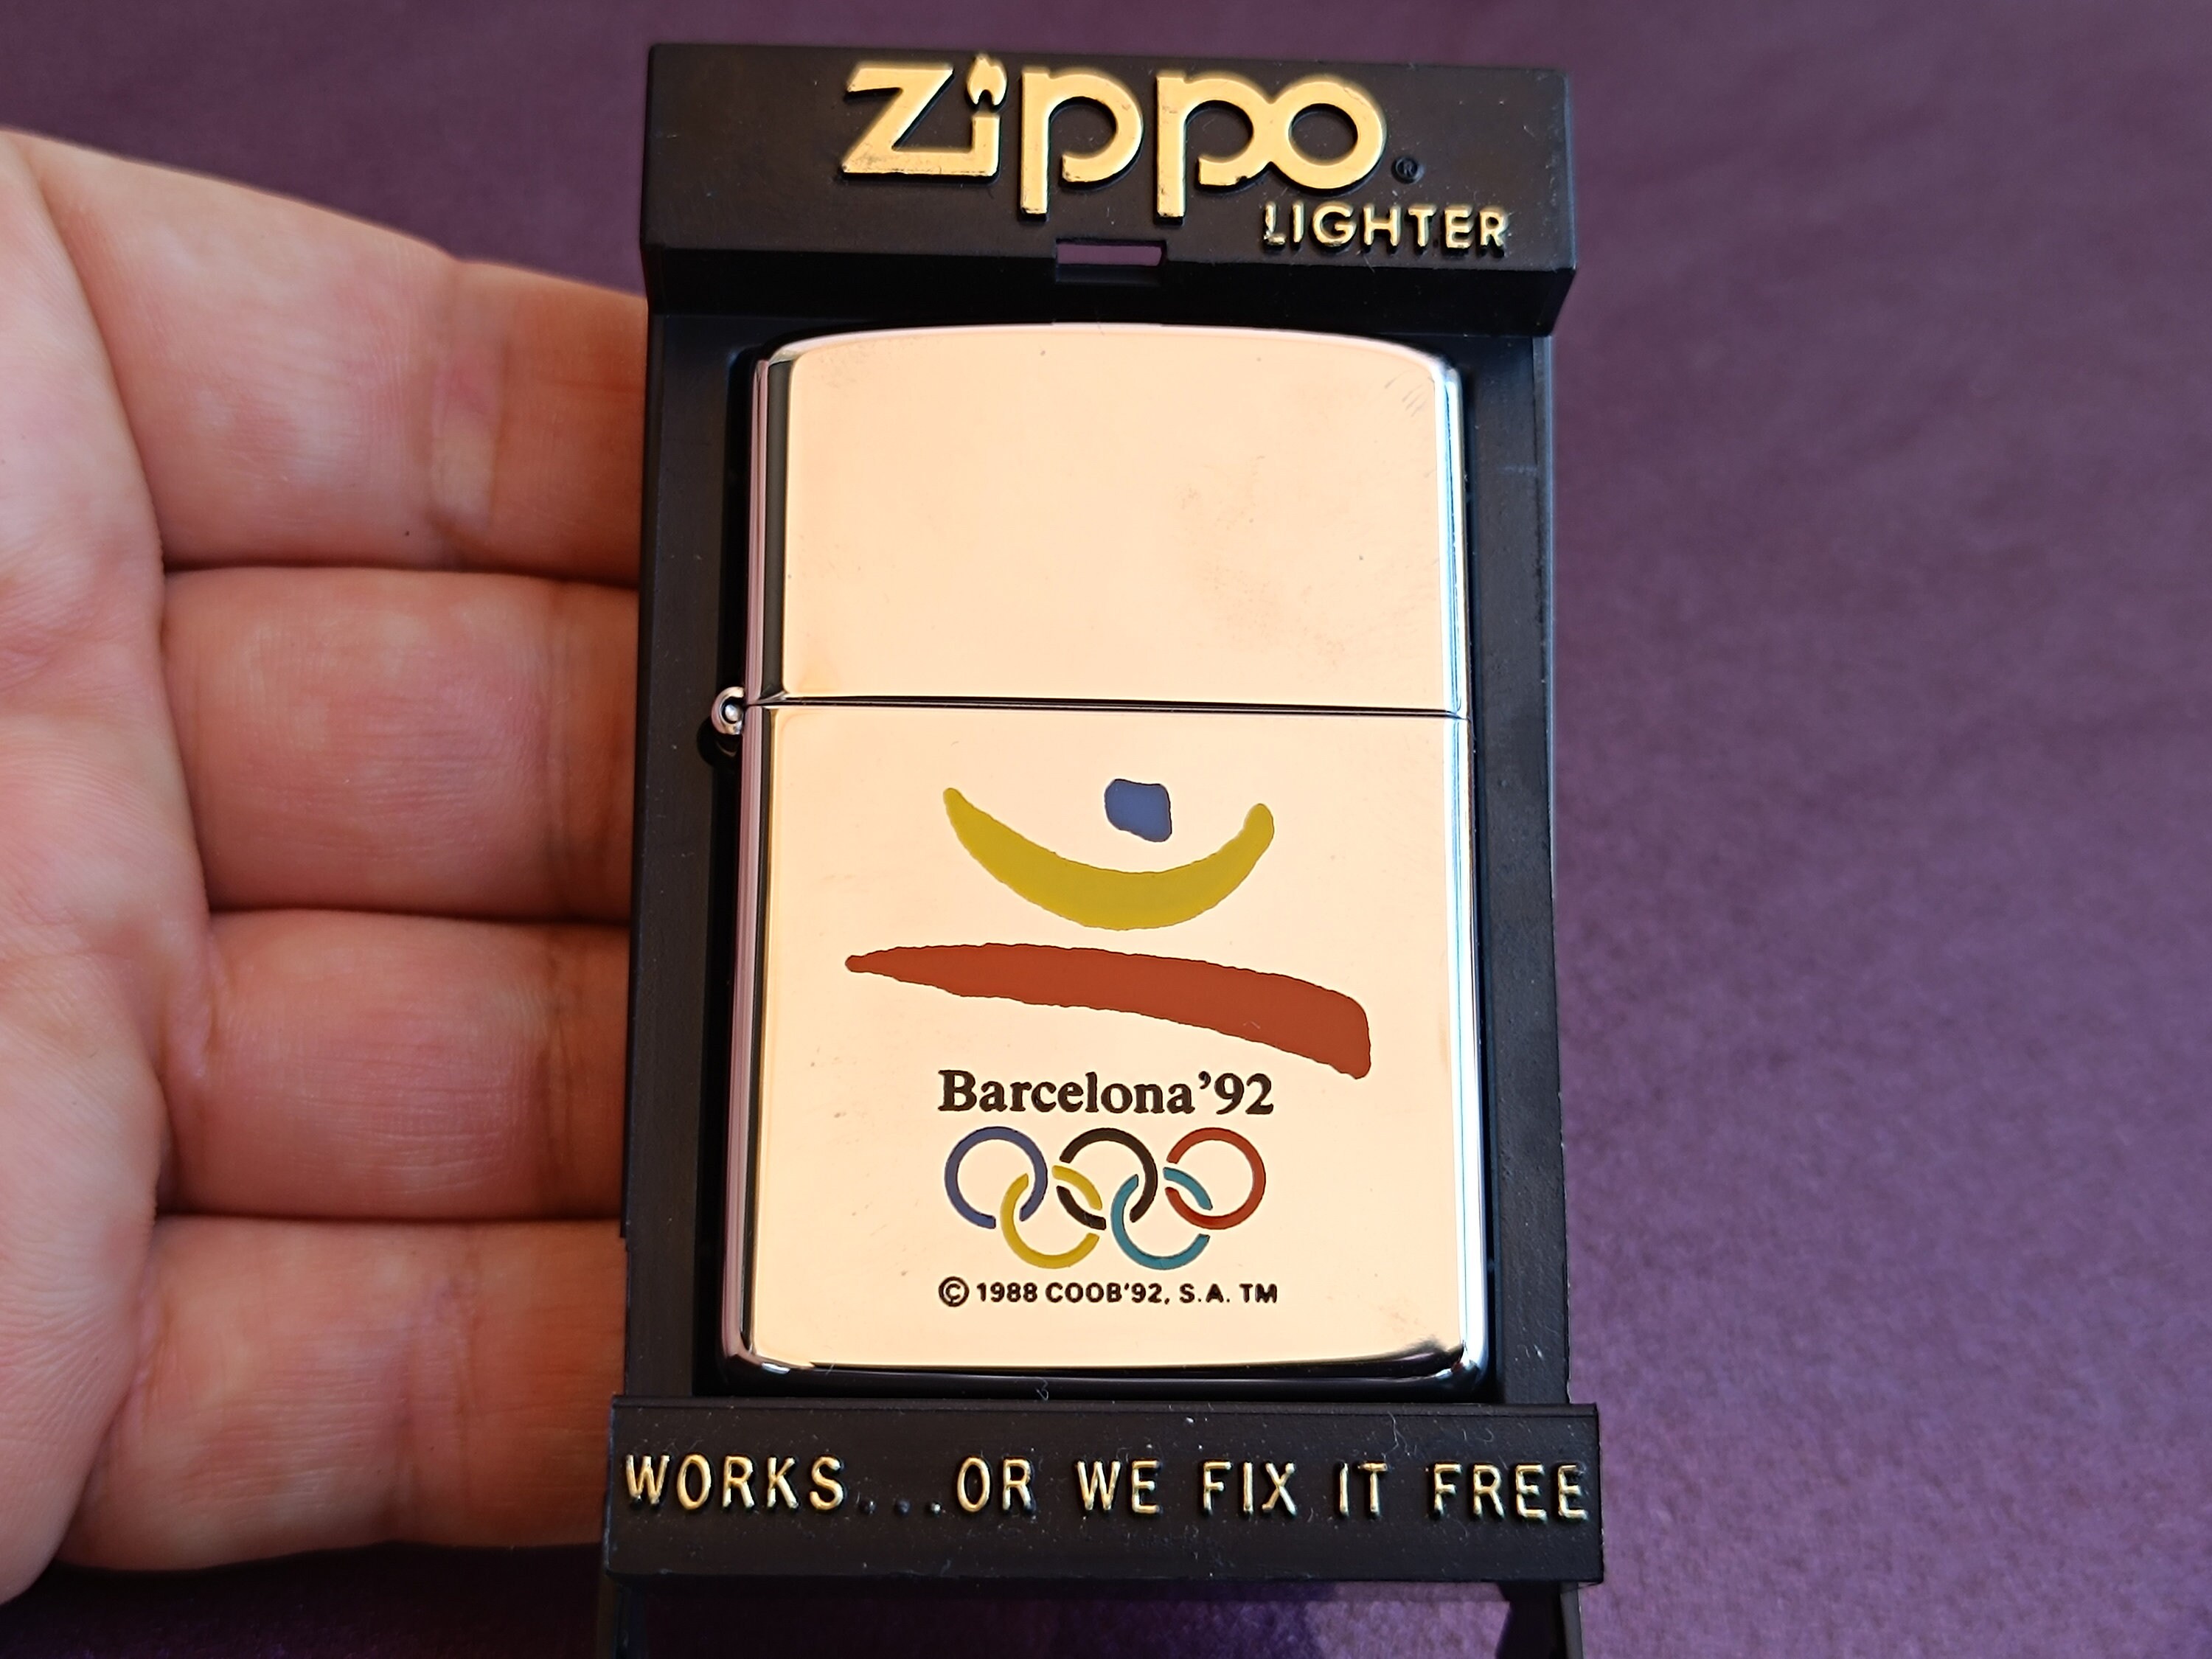 Zippo®
LIGHTER
Barcelona'92
© 1988 COOB'92, S.A. TM
WORKS...OR WE FIX IT FREE